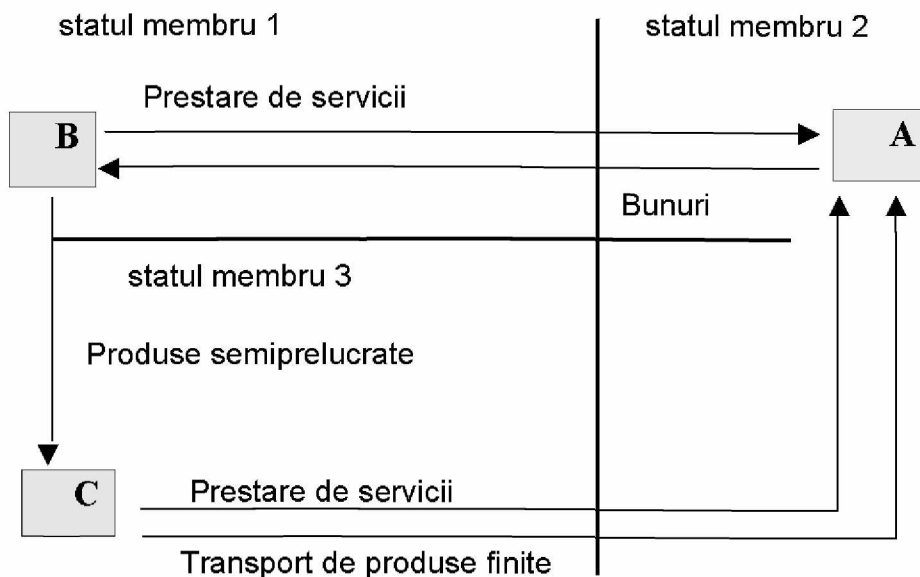 statul membru 1
statul membru 2
Prestare de servicii
B
A
Bunuri
statul membru 3
Produse semiprelucrate
C
Prestare de servicii
Transport de produse finite